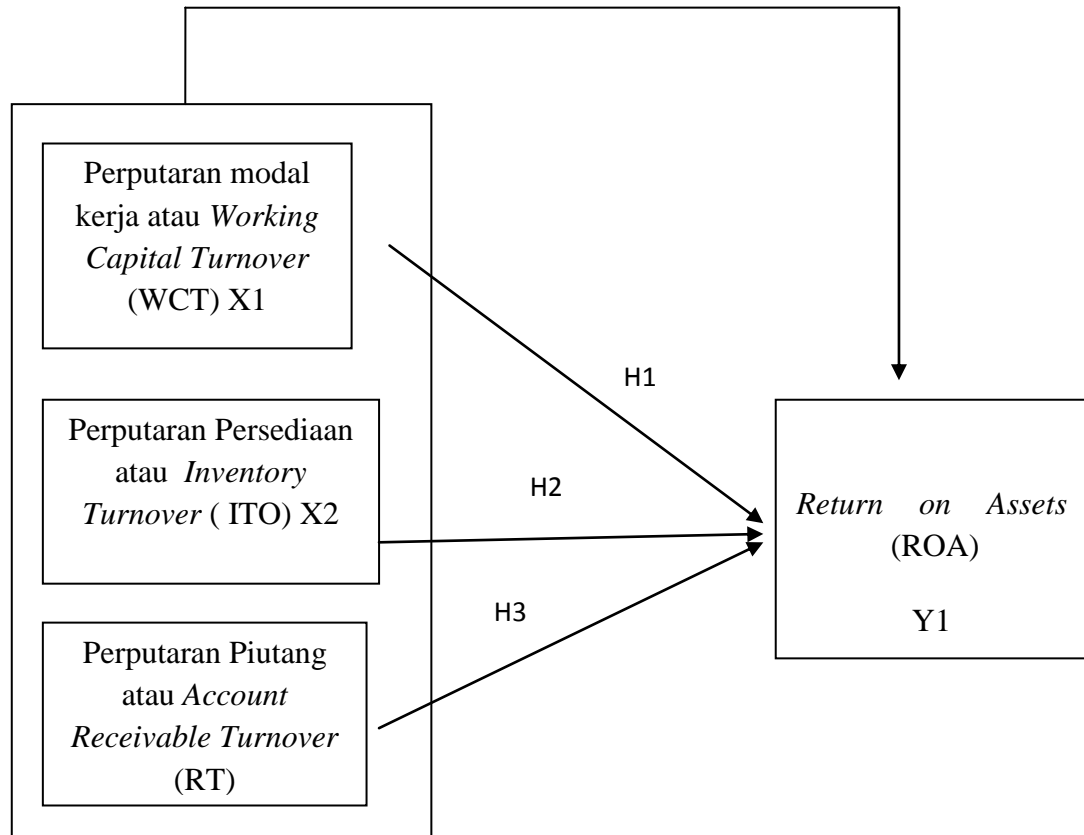 Perputaran modal
kerja atau Working
Capital Turnover
(WCT) X1
H1
Perputaran Persediaan
atau Inventory
Turnover ( ITO) X2
H2
Return on Assets
(ROA)
Y1
H3
Perputaran Piutang
atau Account
Receivable Turnover
(RT)